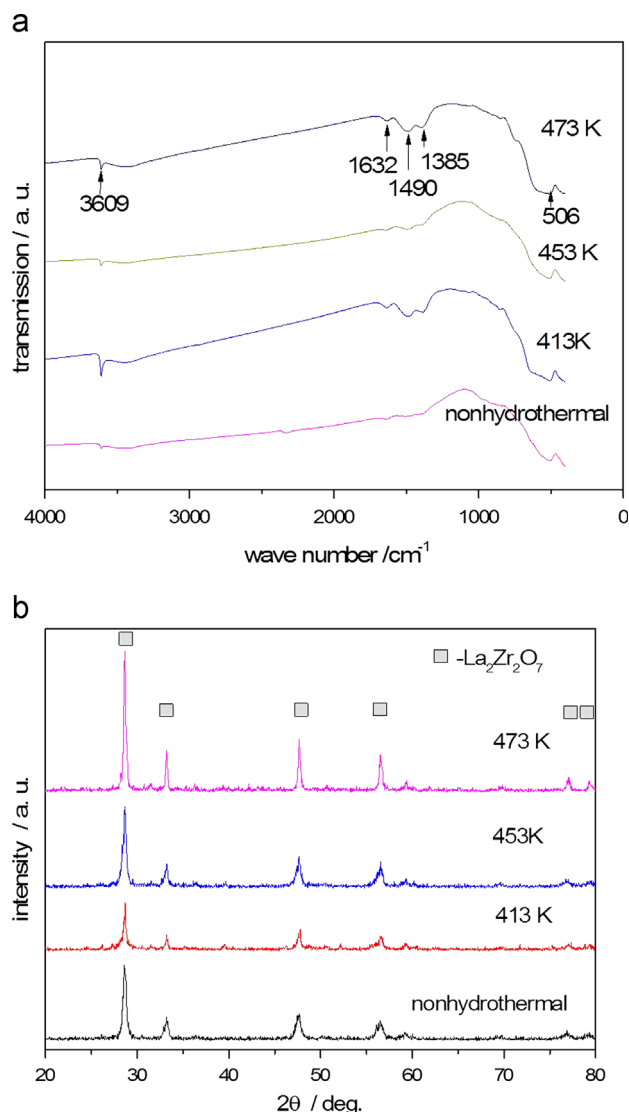 a
473 K
1632
1385
1490
3609
506
453 K
413K
nonhydrothermal
transmission / a. u.
4000
3000
2000
1000
0
wave number /cm⁻¹
b
-La₂Zr₂O₇
473 K
453K
413 K
nonhydrothermal
intensity / a. u.
20
30
40
50
60
70
80
2θ / deg.